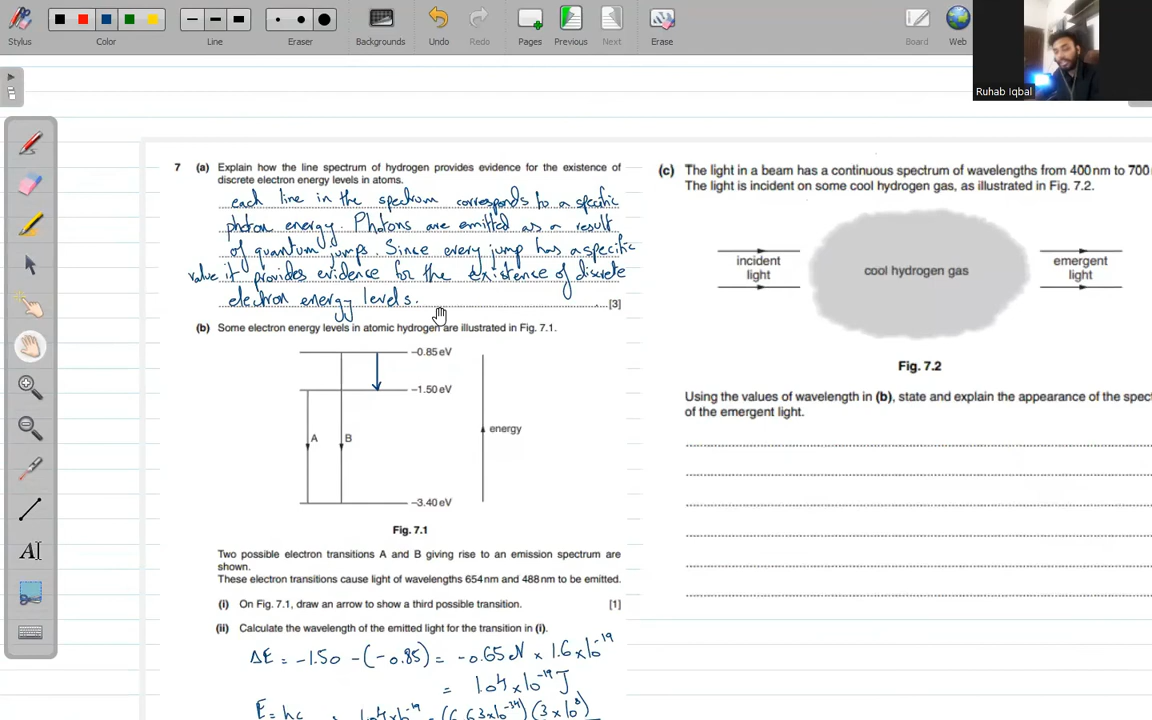 Stylus
Color
Line
Eraser
Backgrounds
Undo
Redo
Pages
Previous
Next
Erase
Board
Web
Ruhab Iqbal
7 (a) Explain how the line spectrum of hydrogen provides evidence for the existence of
discrete electron energy levels in atoms.
each line in the spectrum corresponds to a specific
photon energy. Photons are emitted as a result
of quantum jumps. Since every jump has a specific
value it provides evidence for the existence of discrete
electron energy levels.
[3]
(b) Some electron energy levels in atomic hydrogen are illustrated in Fig. 7.1.
–0.85 eV
–1.50 eV
A
B
energy
–3.40 eV
Fig. 7.1
Two possible electron transitions A and B giving rise to an emission spectrum are
shown.
These electron transitions cause light of wavelengths 654 nm and 488 nm to be emitted.
(i) On Fig. 7.1, draw an arrow to show a third possible transition. [1]
(ii) Calculate the wavelength of the emitted light for the transition in (i).
ΔE = -1.50 - (-0.85) = -0.65eV × 1.6×10^-19
= 1.04 × 10^-19 J
E = hc
(c) The light in a beam has a continuous spectrum of wavelengths from 400 nm to 700
The light is incident on some cool hydrogen gas, as illustrated in Fig. 7.2.
incident
light
cool hydrogen gas
emergent
light
Fig. 7.2
Using the values of wavelength in (b), state and explain the appearance of the spec
of the emergent light.
A